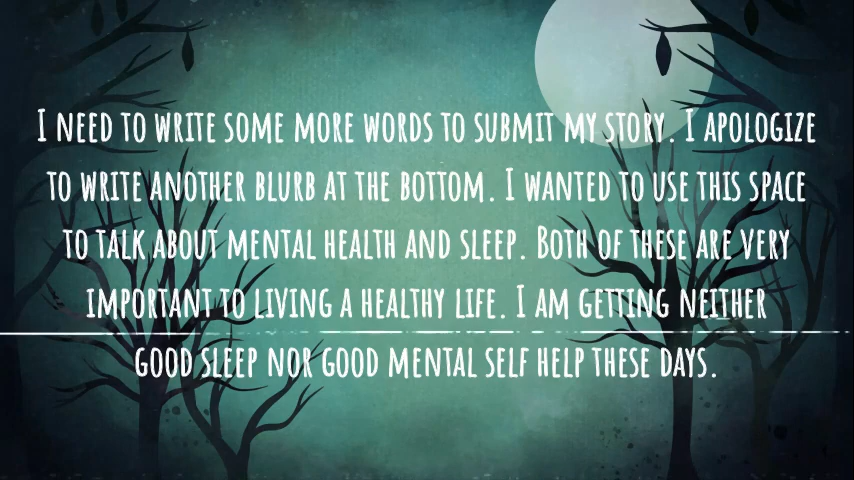 I NEED TO WRITE SOME MORE WORDS TO SUBMIT MY STORY. I APOLOGIZE
TO WRITE ANOTHER BLURB AT THE BOTTOM. I WANTED TO USE THIS SPACE
TO TALK ABOUT MENTAL HEALTH AND SLEEP. BOTH OF THESE ARE VERY
IMPORTANT TO LIVING A HEALTHY LIFE. I AM GETTING NEITHER
GOOD SLEEP NOR GOOD MENTAL SELF HELP THESE DAYS.